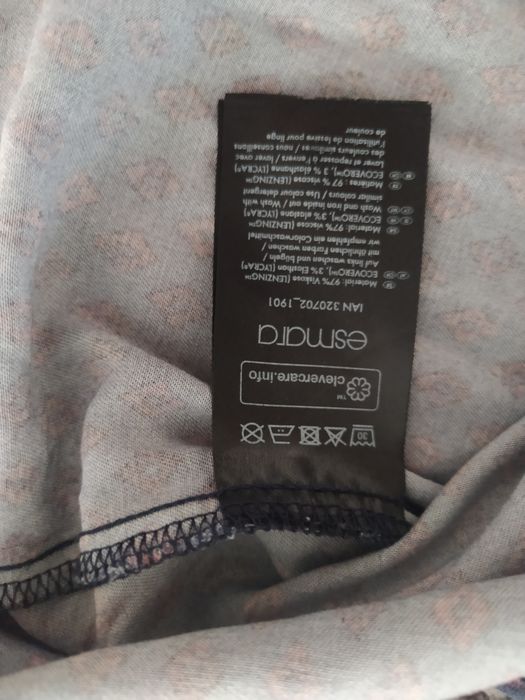 30
clevercare.info
TM
esmara
IAN 320702_1901
Material: 97% Viskose (LENZING™
ECOVERO™), 3% Elasthan (LYCRA®)
Auf links waschen und bügeln /
mit ähnlichen Farben waschen /
wir empfehlen ein Colorwaschmittel
Material: 97% viscose (LENZING™
ECOVERO™), 3% elastane (LYCRA®)
Wash and iron inside out / Wash with
similar colours / Use colour detergent
Matières : 97 % viscose (LENZING™
ECOVERO™), 3 % élasthanne (LYCRA®)
Laver et repasser à l'envers / laver avec
des couleurs similaires / nous conseillons
l'utilisation de lessive pour linge
de couleur